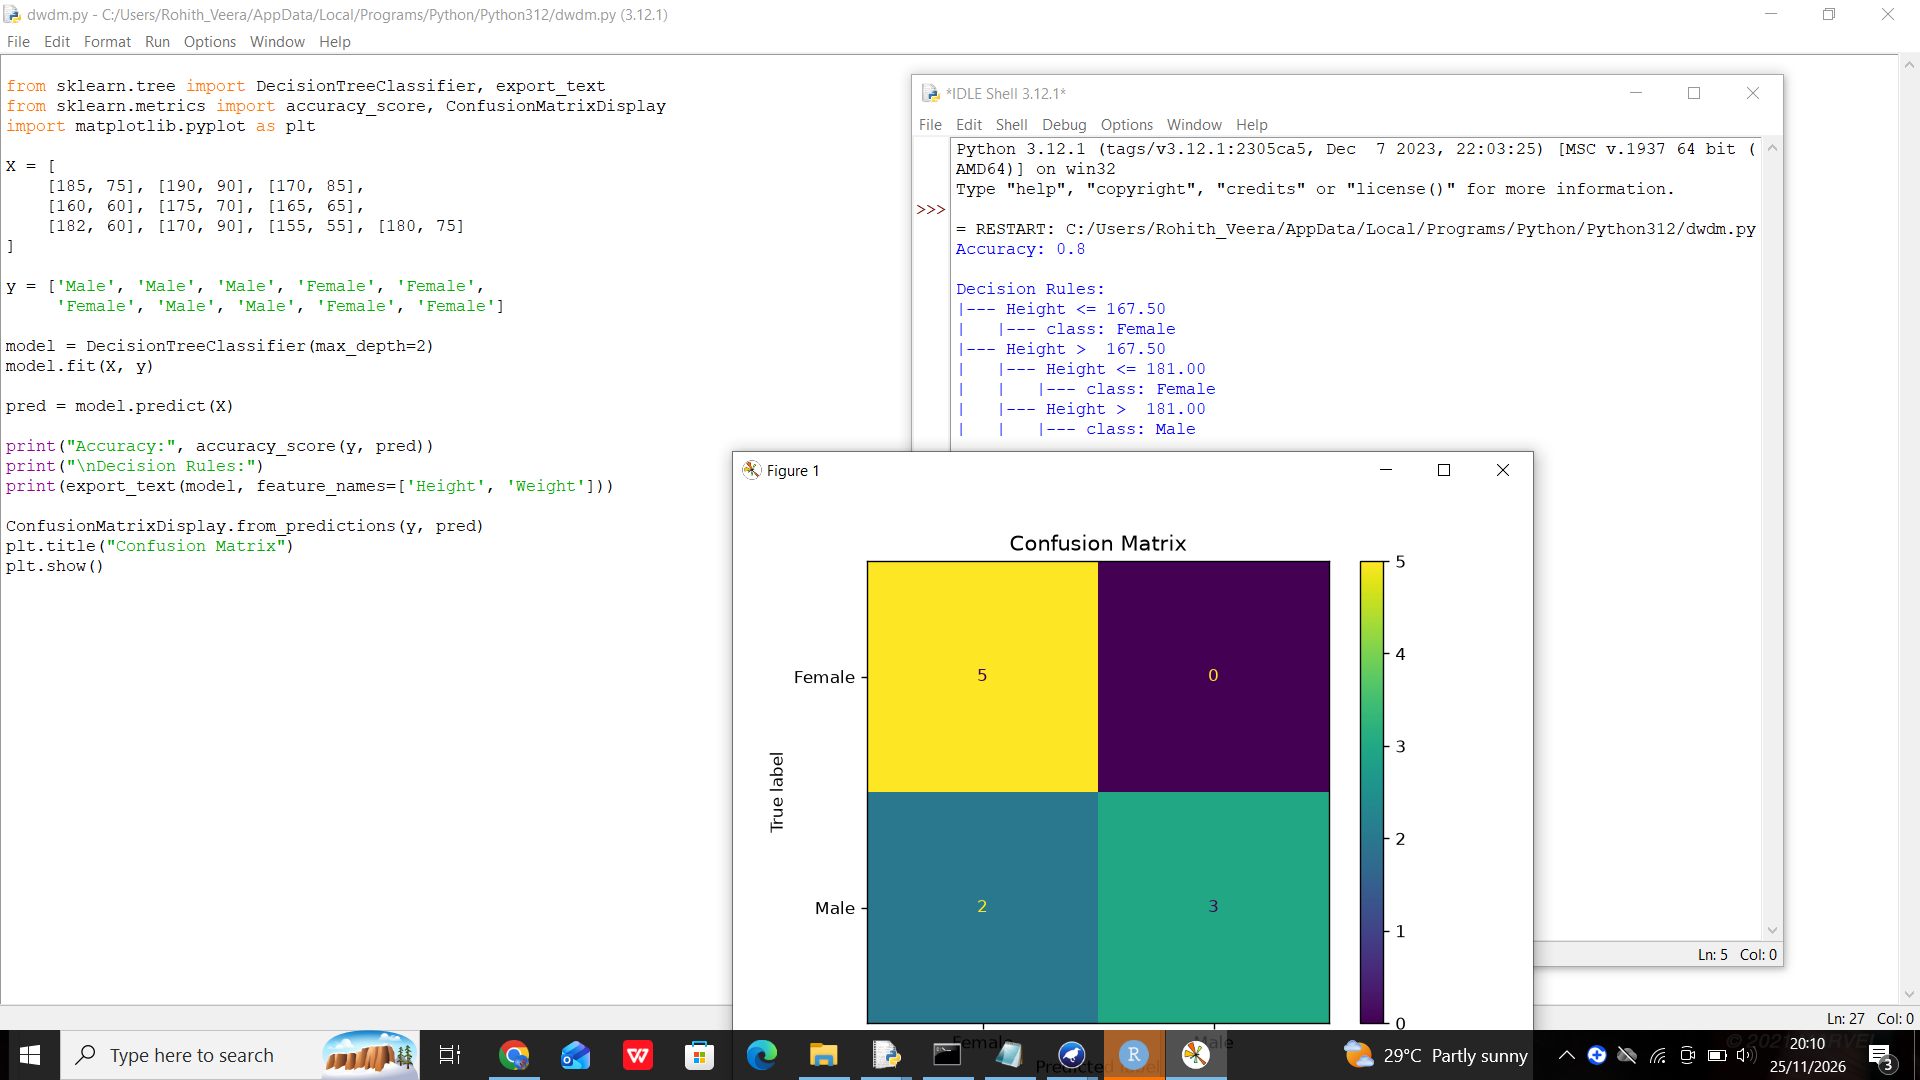 dwdm.py - C:/Users/Rohith_Veera/AppData/Local/Programs/Python/Python312/dwdm.py (3.12.1)
File Edit Format Run Options Window Help
from sklearn.tree import DecisionTreeClassifier, export_text
from sklearn.metrics import accuracy_score, ConfusionMatrixDisplay
import matplotlib.pyplot as plt
X = [
    [185, 75], [190, 90], [170, 85],
    [160, 60], [175, 70], [165, 65],
    [182, 60], [170, 90], [155, 55], [180, 75]
]
y = ['Male', 'Male', 'Male', 'Female', 'Female',
     'Female', 'Male', 'Male', 'Female', 'Female']
model = DecisionTreeClassifier(max_depth=2)
model.fit(X, y)
pred = model.predict(X)
print("Accuracy:", accuracy_score(y, pred))
print("\nDecision Rules:")
print(export_text(model, feature_names=['Height', 'Weight']))
ConfusionMatrixDisplay.from_predictions(y, pred)
plt.title("Confusion Matrix")
plt.show()
*IDLE Shell 3.12.1*
File Edit Shell Debug Options Window Help
Python 3.12.1 (tags/v3.12.1:2305ca5, Dec  7 2023, 22:03:25) [MSC v.1937 64 bit (
AMD64)] on win32
Type "help", "copyright", "credits" or "license()" for more information.
>>>
= RESTART: C:/Users/Rohith_Veera/AppData/Local/Programs/Python/Python312/dwdm.py
Accuracy: 0.8
Decision Rules:
|--- Height <= 167.50
|   |--- class: Female
|--- Height >  167.50
|   |--- Height <= 181.00
|   |   |--- class: Female
|   |--- Height >  181.00
|   |   |--- class: Male
Figure 1
Confusion Matrix
5
4
3
2
1
0
Female
5 0
True label
Male
2 3
Female Male
Predicted label
Ln: 5 Col: 0
Ln: 27 Col: 0
Type here to search
29°C Partly sunny
20:10
25/11/2026
3